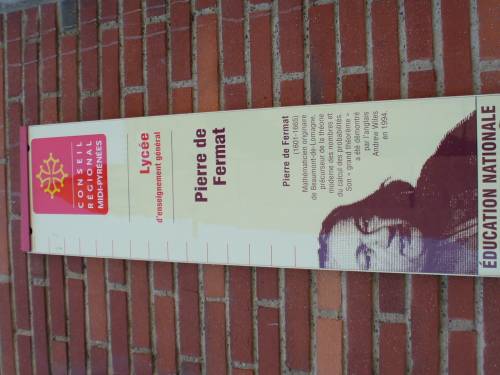 CONSEIL
RÉGIONAL
MIDI-PYRÉNÉES
Lycée
d'enseignement général
Pierre de
Fermat
Pierre de Fermat
(1601-1665)
Mathématicien originaire
de Beaumont-de-Lomagne,
précurseur de la théorie
moderne des nombres et
du calcul des probabilités.
Son « grand théorème »
a été démontré
par l'anglais
Andrew Wiles
en 1994.
ÉDUCATION NATIONALE